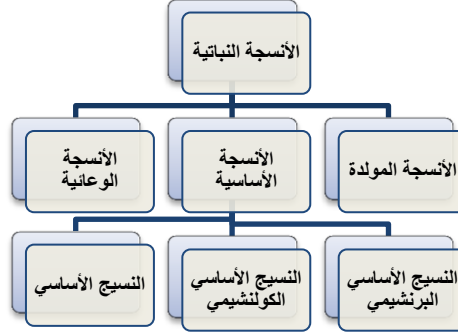 الأنسجة النباتية
الأنسجة المولدة
الأنسجة
الأساسية
الأنسجة
الوعائية
النسيج الأساسي
البرنشيمي
النسيج الأساسي
الكولنشيمي
النسيج الأساسي